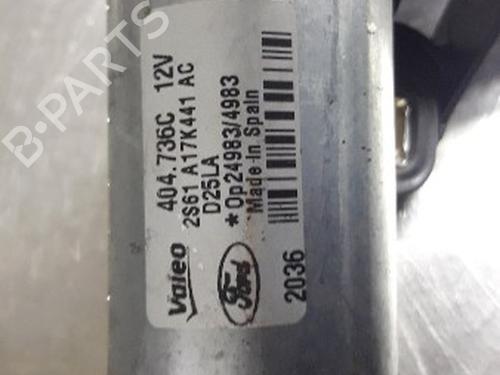 Valeo 404.736C 12V
2S61 A17K441 AC
D25LA
Ford *Op24983/4983
Made in Spain
2036
B-PARTS